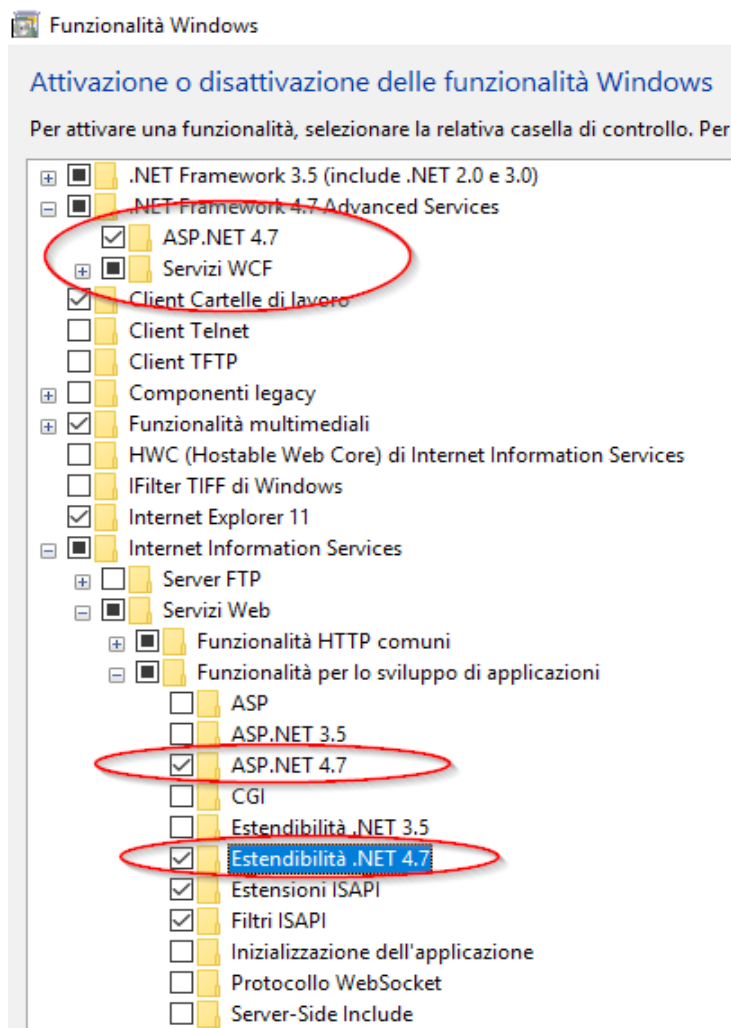 Funzionalità Windows
Attivazione o disattivazione delle funzionalità Windows
Per attivare una funzionalità, selezionare la relativa casella di controllo. Per
.NET Framework 3.5 (include .NET 2.0 e 3.0)
.NET Framework 4.7 Advanced Services
ASP.NET 4.7
Servizi WCF
Client Cartelle di lavoro
Client Telnet
Client TFTP
Componenti legacy
Funzionalità multimediali
HWC (Hostable Web Core) di Internet Information Services
IFilter TIFF di Windows
Internet Explorer 11
Internet Information Services
Server FTP
Servizi Web
Funzionalità HTTP comuni
Funzionalità per lo sviluppo di applicazioni
ASP
ASP.NET 3.5
ASP.NET 4.7
CGI
Estendibilità .NET 3.5
Estendibilità .NET 4.7
Estensioni ISAPI
Filtri ISAPI
Inizializzazione dell'applicazione
Protocollo WebSocket
Server-Side Include